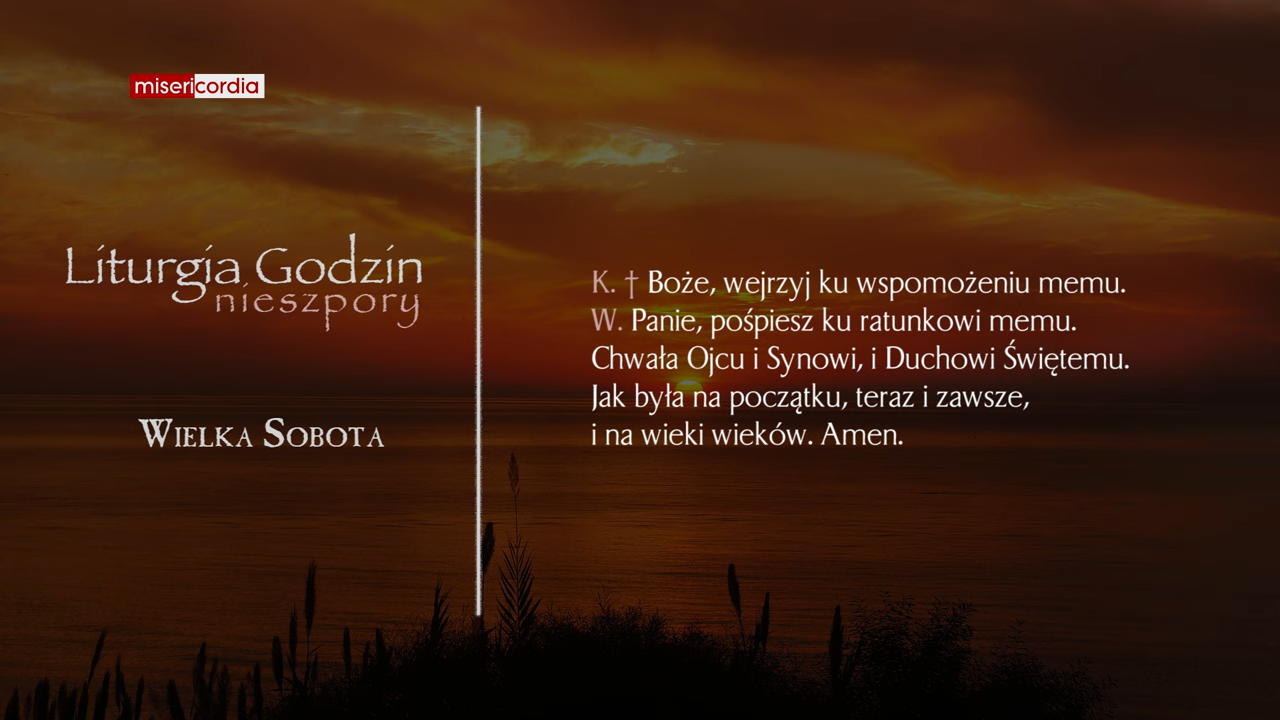 misericordia
Liturgia Godzin
nieszpory
Wielka Sobota
K. † Boże, wejrzyj ku wspomożeniu memu.
W. Panie, pośpiesz ku ratunkowi memu.
Chwała Ojcu i Synowi, i Duchowi Świętemu.
Jak była na początku, teraz i zawsze,
i na wieki wieków. Amen.